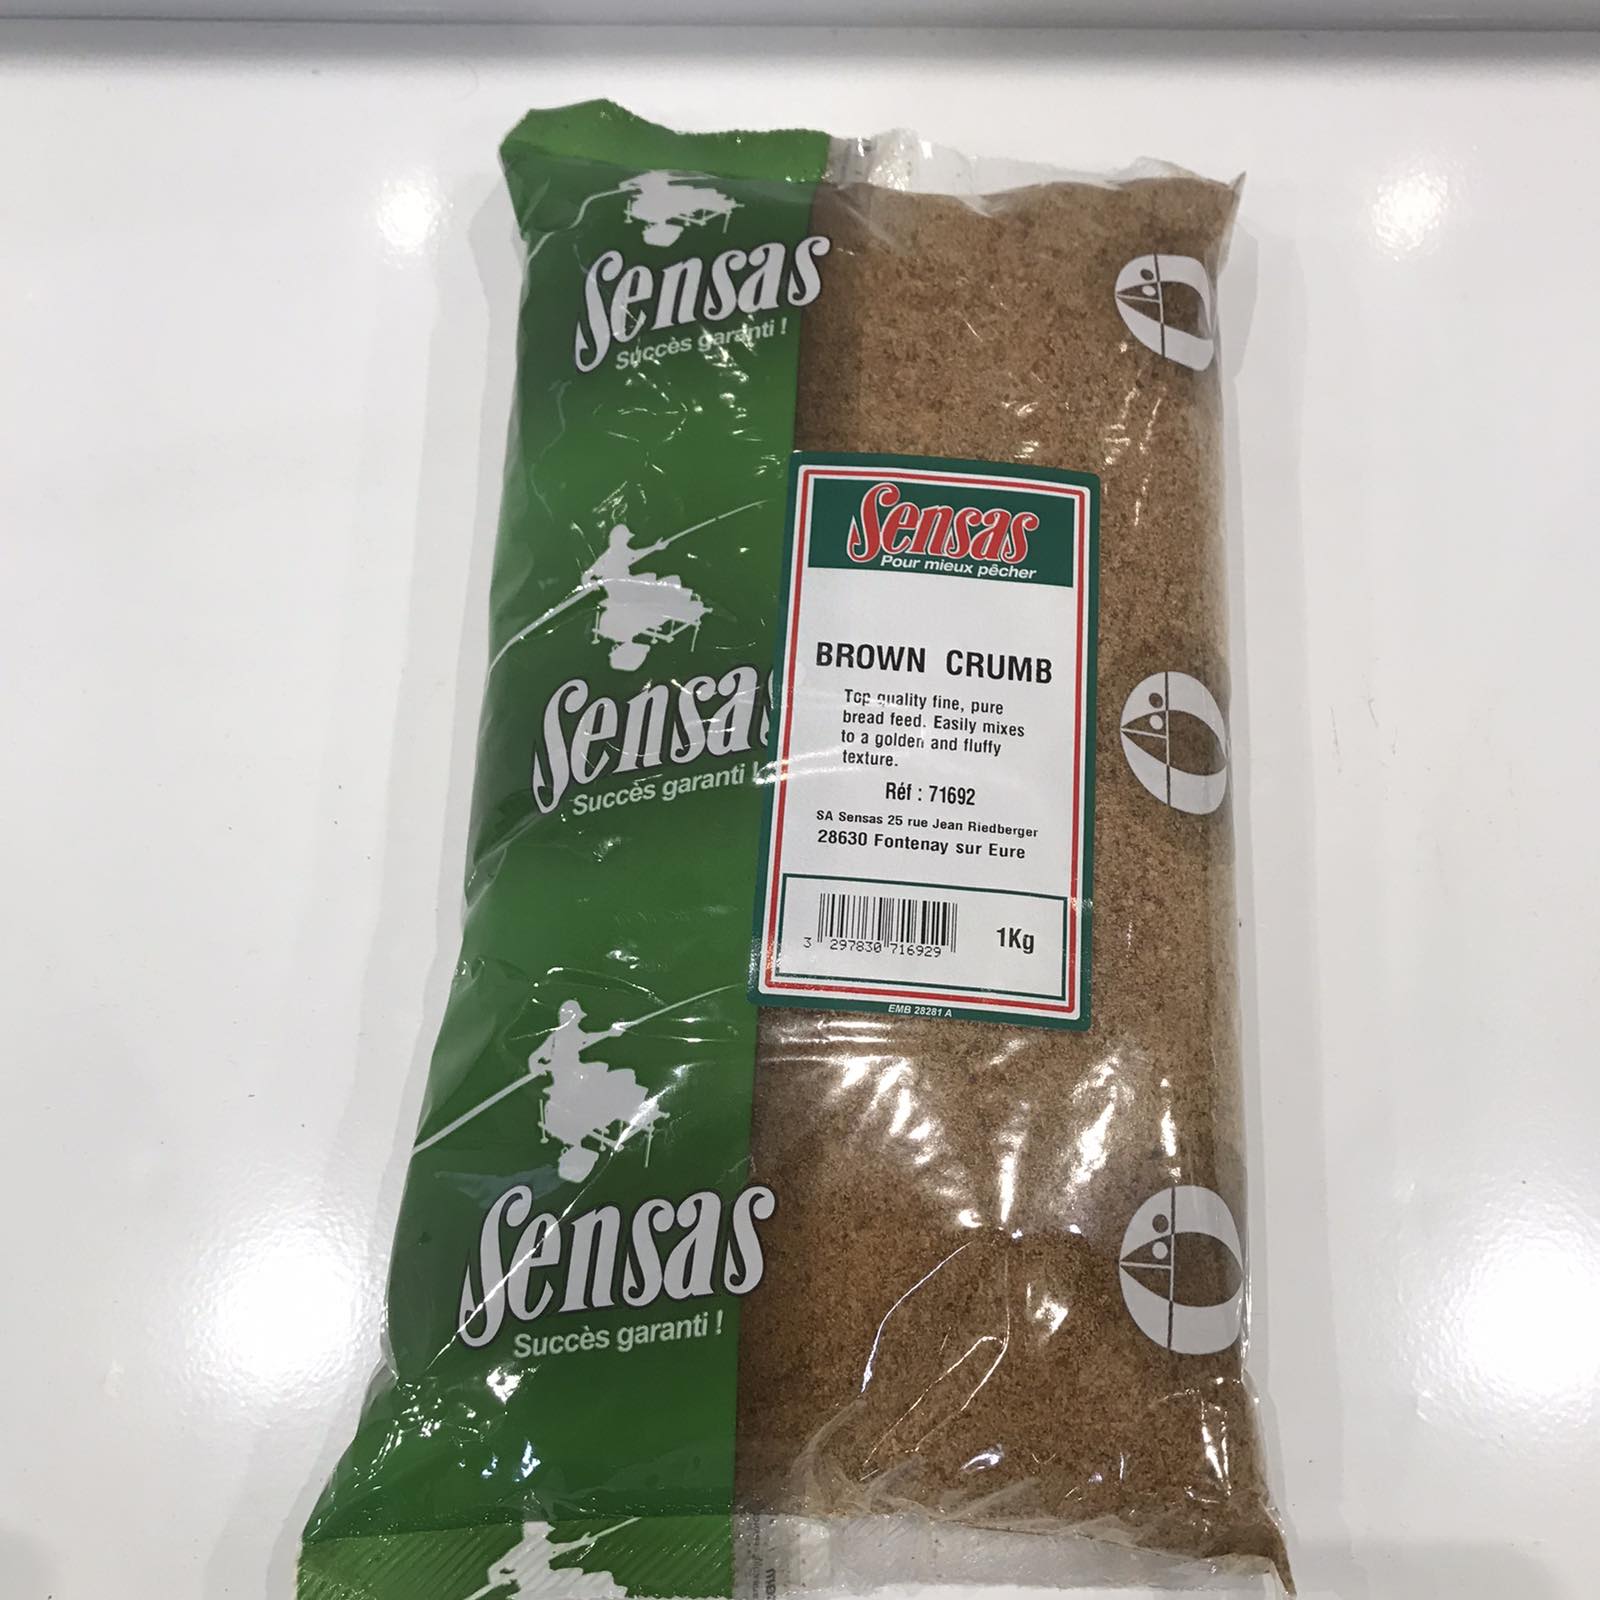 Sensas
Succès garanti !
Sensas
Pour mieux pêcher
BROWN CRUMB
Top quality fine, pure
bread feed. Easily mixes
to a golden and fluffy
texture.
Réf : 71692
SA Sensas 25 rue Jean Riedberger
28630 Fontenay sur Eure
3 297830 716929
1Kg
EMB 28281 A
Sensas
Succès garanti !
Sensas
Succès garanti !